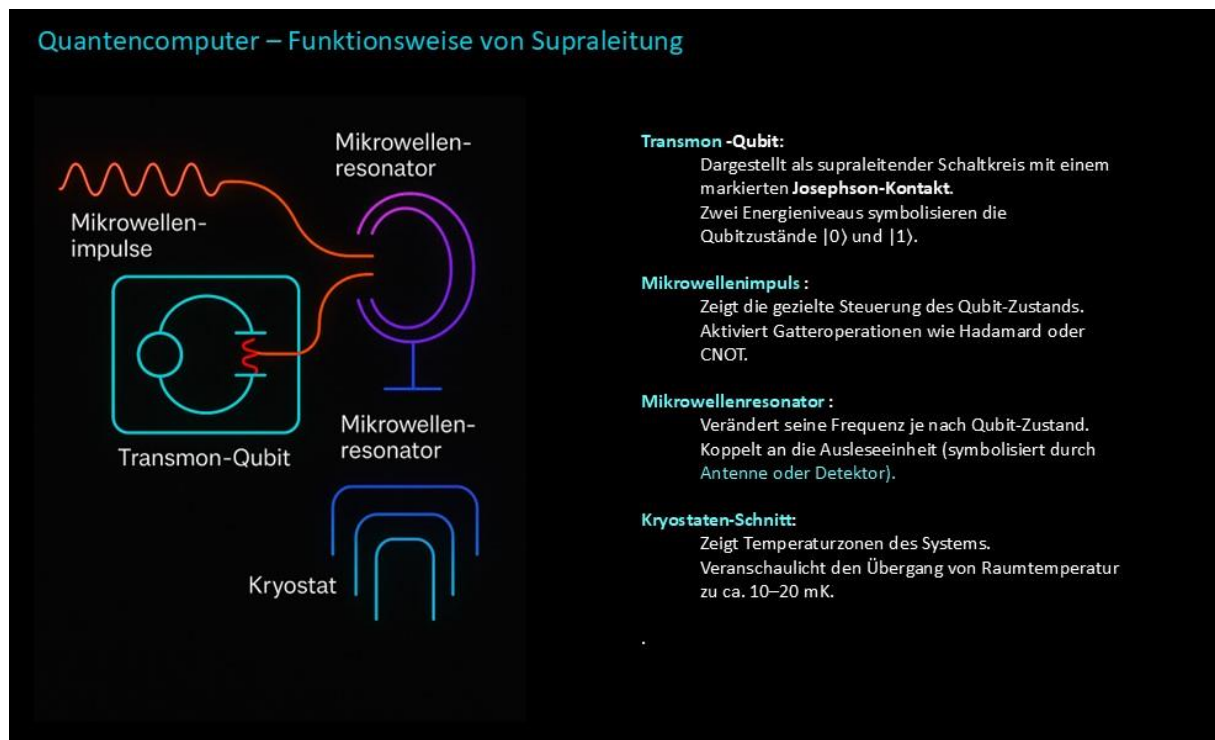 Quantencomputer – Funktionsweise von Supraleitung
Mikrowellen-
resonator
Mikrowellen-
impulse
Transmon-Qubit
Mikrowellen-
resonator
Kryostat
Transmon -Qubit:
Dargestellt als supraleitender Schaltkreis mit einem
markierten Josephson-Kontakt.
Zwei Energieniveaus symbolisieren die
Qubitzustände |0⟩ und |1⟩.
Mikrowellenimpuls :
Zeigt die gezielte Steuerung des Qubit-Zustands.
Aktiviert Gatteroperationen wie Hadamard oder
CNOT.
Mikrowellenresonator :
Verändert seine Frequenz je nach Qubit-Zustand.
Koppelt an die Ausleseeinheit (symbolisiert durch
Antenne oder Detektor).
Kryostaten-Schnitt:
Zeigt Temperaturzonen des Systems.
Veranschaulicht den Übergang von Raumtemperatur
zu ca. 10–20 mK.
.